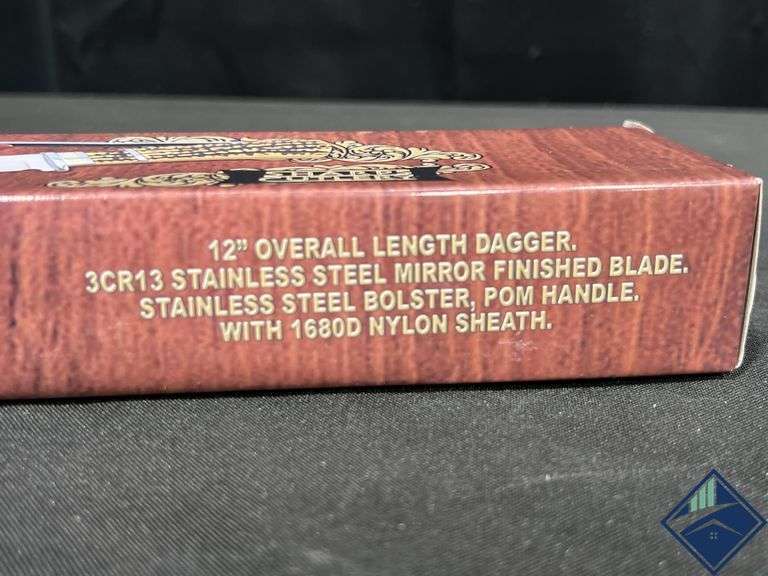 12" OVERALL LENGTH DAGGER.
3CR13 STAINLESS STEEL MIRROR FINISHED BLADE.
STAINLESS STEEL BOLSTER, POM HANDLE.
WITH 1680D NYLON SHEATH.